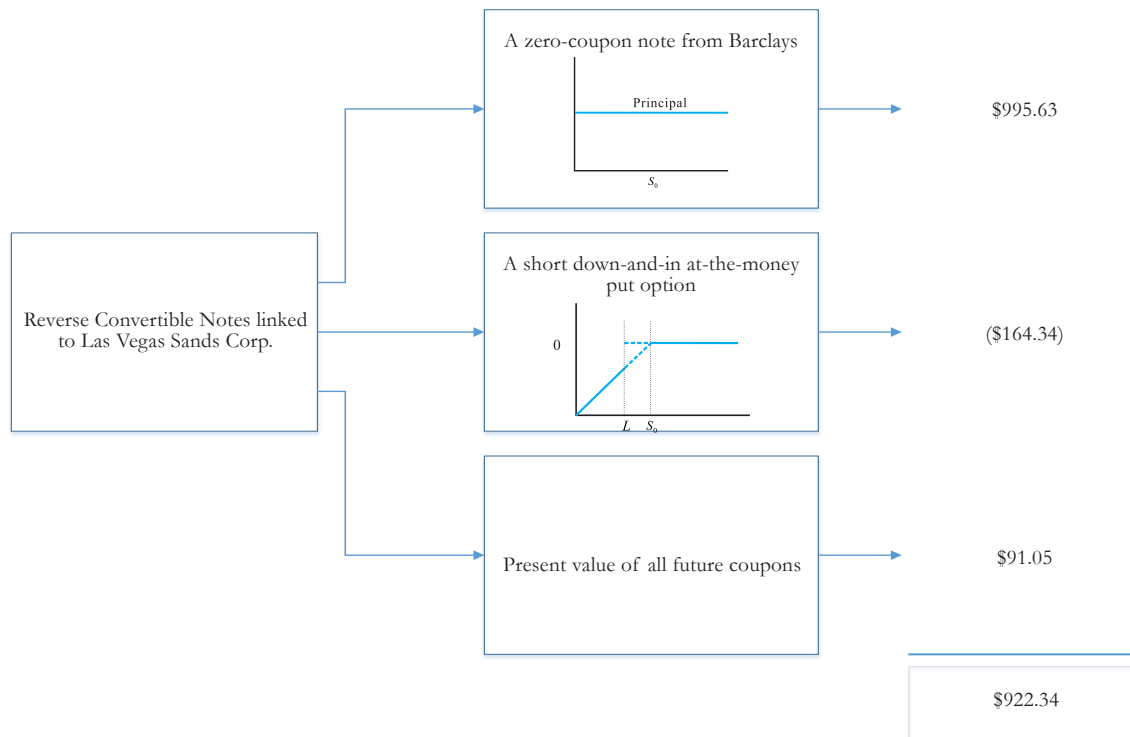 A zero-coupon note from Barclays
Principal
S₀
$995.63
Reverse Convertible Notes linked
to Las Vegas Sands Corp.
A short down-and-in at-the-money
put option
0
L S₀
($164.34)
Present value of all future coupons
$91.05
$922.34